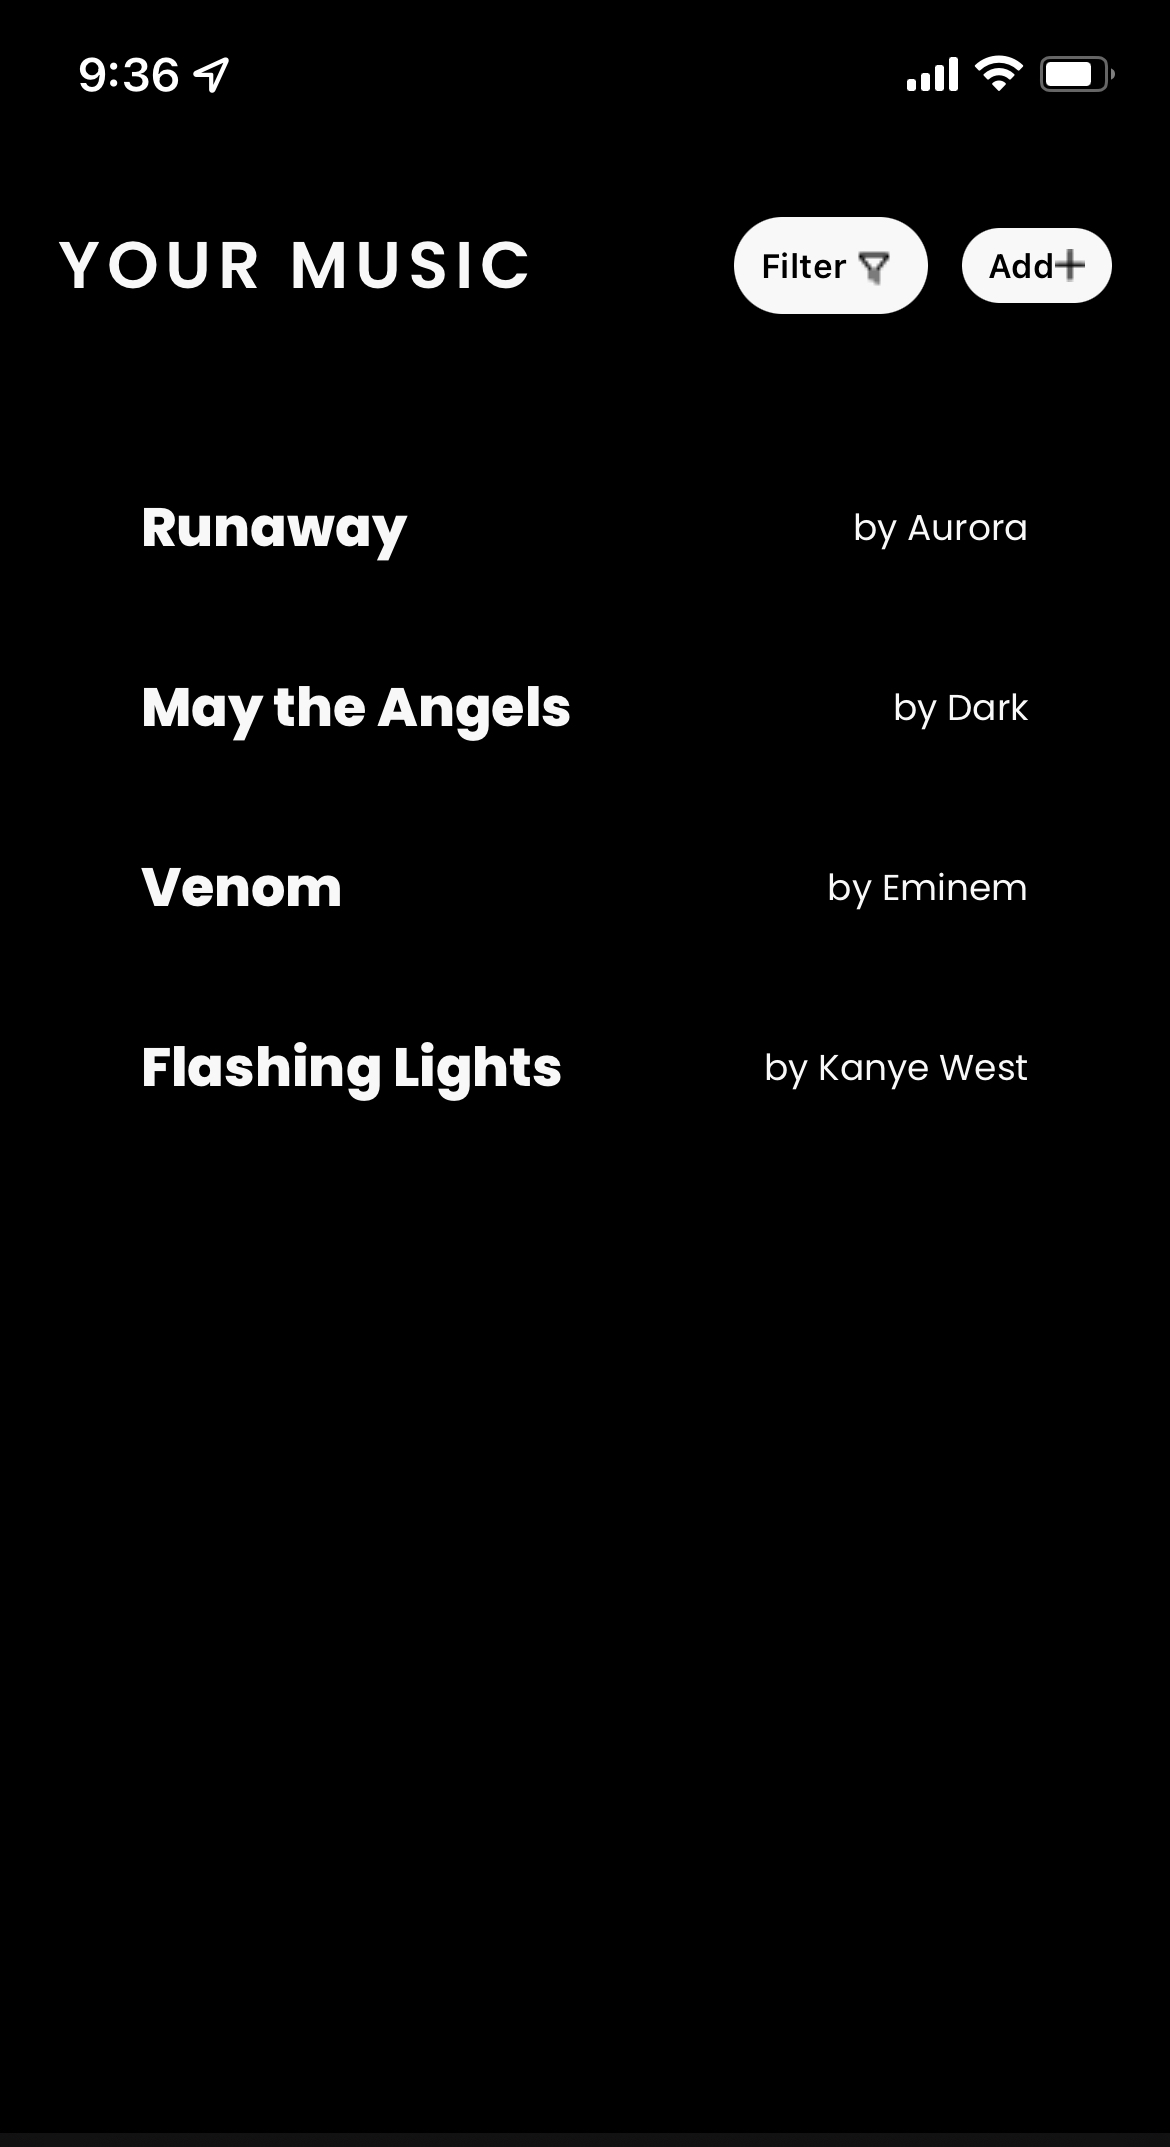 9:36
YOUR MUSIC
Filter
Add
Runaway
by Aurora
May the Angels
by Dark
Venom
by Eminem
Flashing Lights
by Kanye West